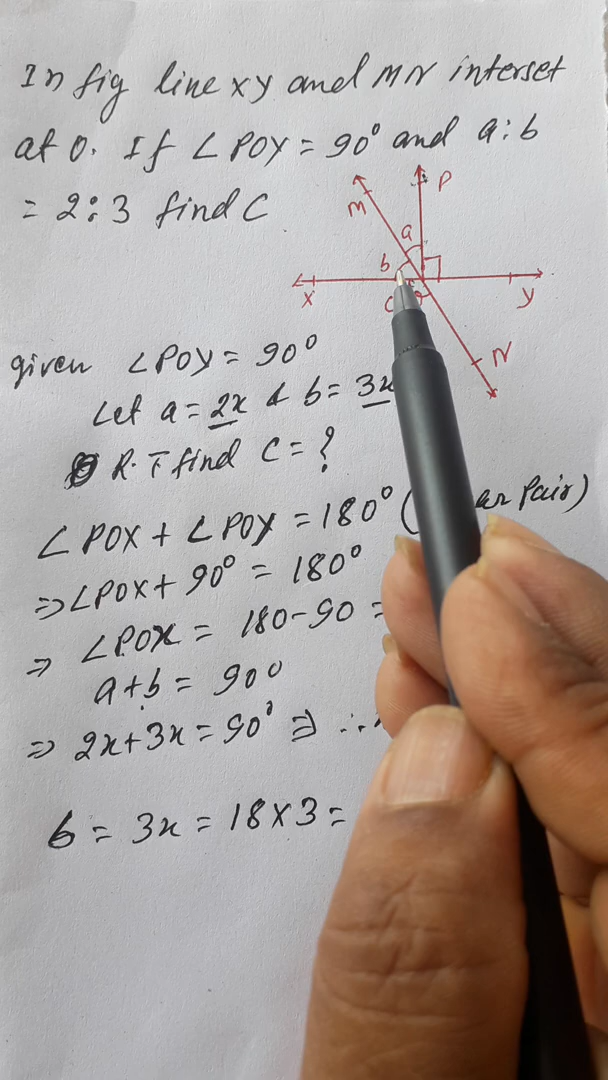 In fig line xy and MN interset
at O. If ∠POY = 90° and a:b
= 2:3 find C
M
P
a
b
X
C
O
Y
N
given ∠POY = 90°
Let a = 2x & b = 3x
R.T find C = ?
∠POX + ∠POY = 180° (
Pair)
⇒ ∠POX + 90° = 180°
⇒ ∠POX = 180-90 =
a+b = 90°
⇒ 2x+3x = 90° ⇒ ∴
b = 3x = 18×3 =